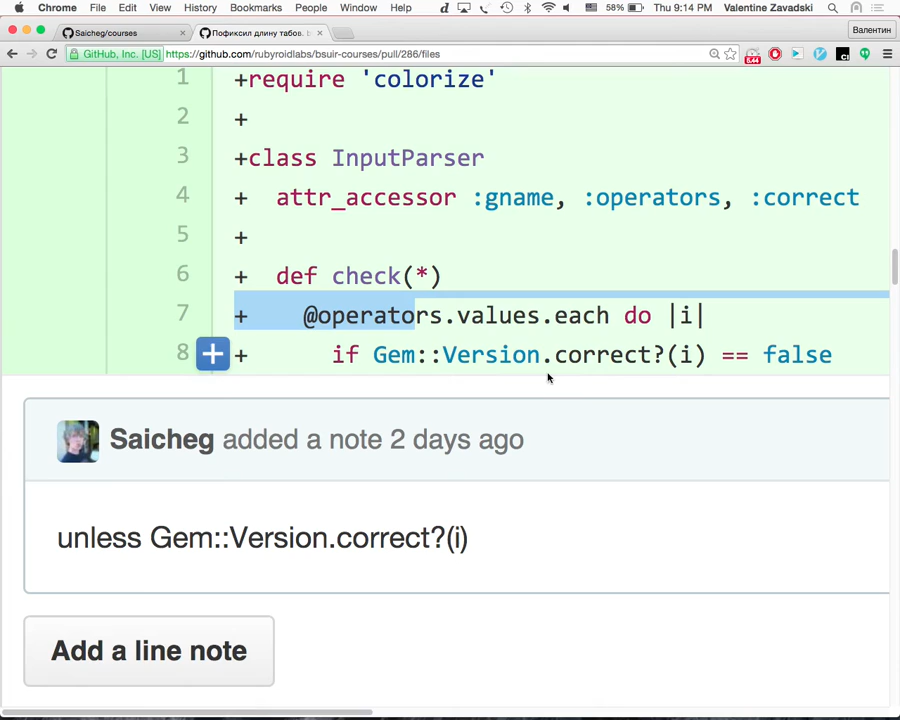 Chrome File Edit View History Bookmarks People Window Help 58% Thu 9:14 PM Valentine Zavadski
Saicheg/courses Пофиксил длину табов. Валентин
GitHub, Inc. [US] https://github.com/rubyroidlabs/bsuir-courses/pull/286/files
1 +require 'colorize'
2 +
3 +class InputParser
4 + attr_accessor :gname, :operators, :correct
5 +
6 + def check(*)
7 + @operators.values.each do |i|
8 + if Gem::Version.correct?(i) == false
Saicheg added a note 2 days ago
unless Gem::Version.correct?(i)
Add a line note